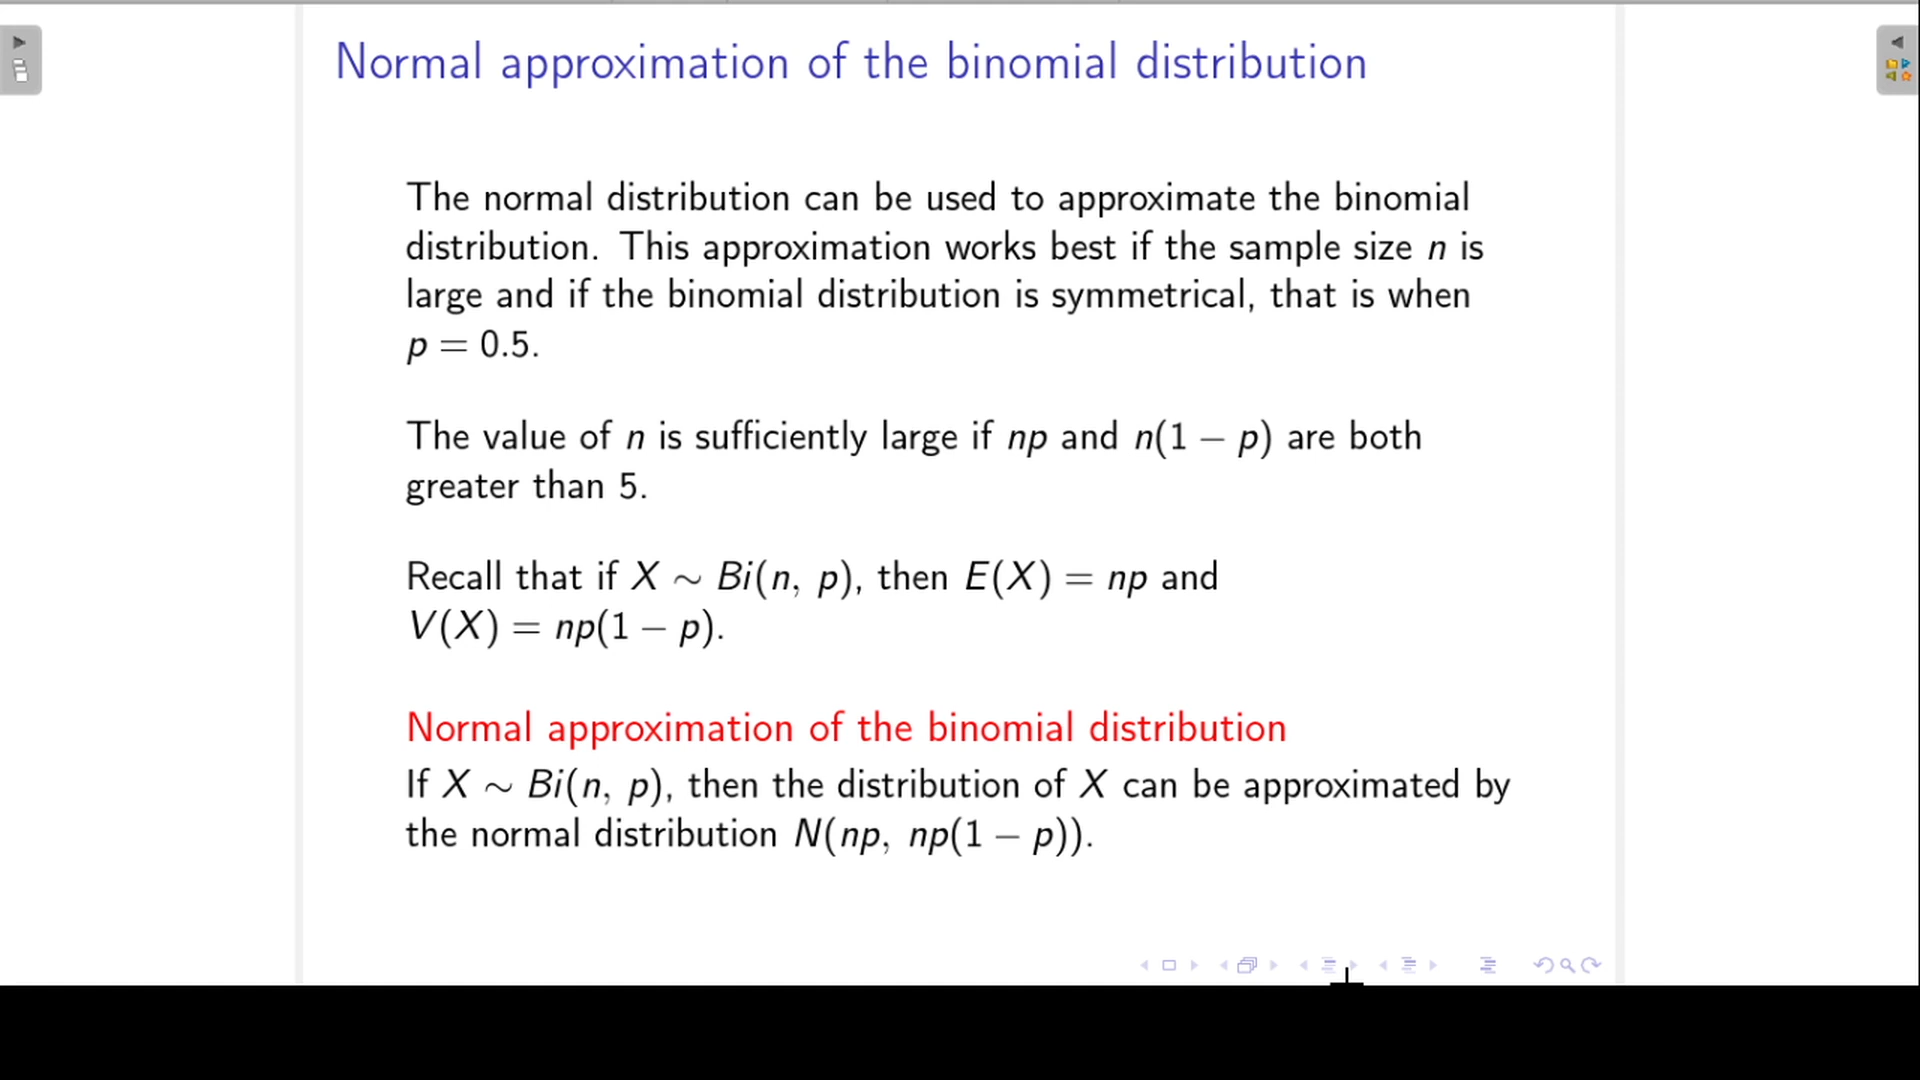 Normal approximation of the binomial distribution
The normal distribution can be used to approximate the binomial
distribution. This approximation works best if the sample size n is
large and if the binomial distribution is symmetrical, that is when
p = 0.5.
The value of n is sufficiently large if np and n(1 − p) are both
greater than 5.
Recall that if X ∼ Bi(n, p), then E(X) = np and
V(X) = np(1 − p).
Normal approximation of the binomial distribution
If X ∼ Bi(n, p), then the distribution of X can be approximated by
the normal distribution N(np, np(1 − p)).